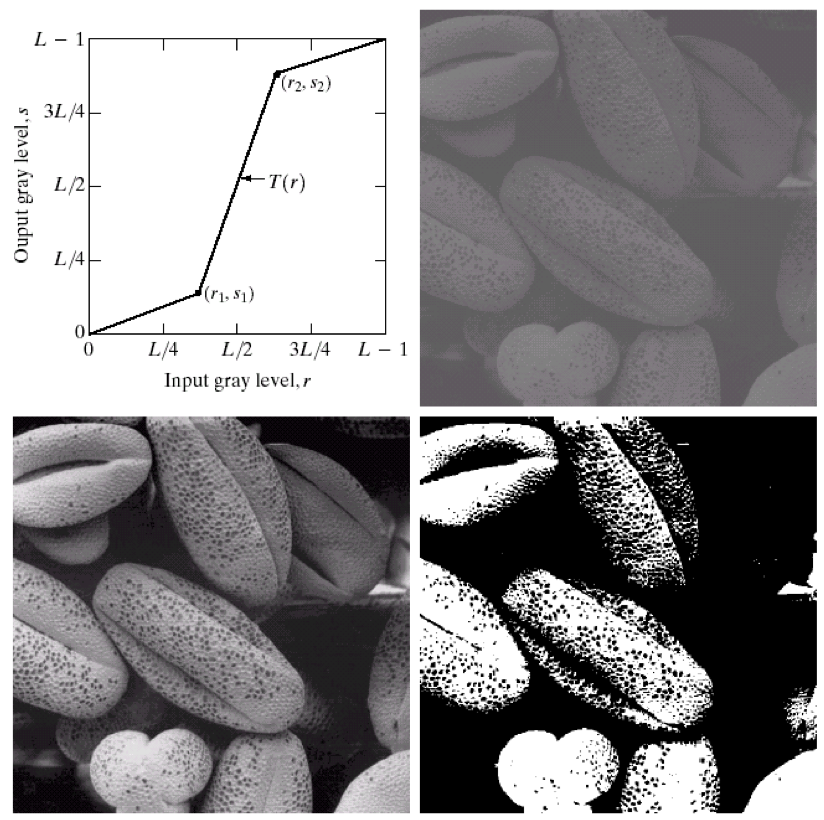 L − 1
(r₂, s₂)
3L/4
Ouput gray level, s
L/2
T(r)
L/4
(r₁, s₁)
0
0 L/4 L/2 3L/4 L − 1
Input gray level, r